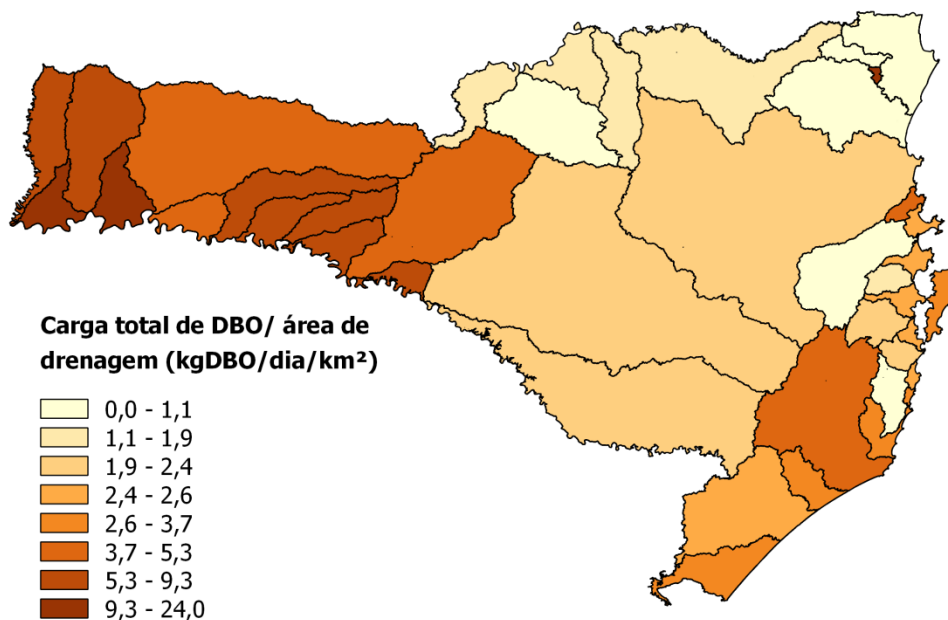 Carga total de DBO/ área de
drenagem (kgDBO/dia/km²)
0,0 - 1,1
1,1 - 1,9
1,9 - 2,4
2,4 - 2,6
2,6 - 3,7
3,7 - 5,3
5,3 - 9,3
9,3 - 24,0